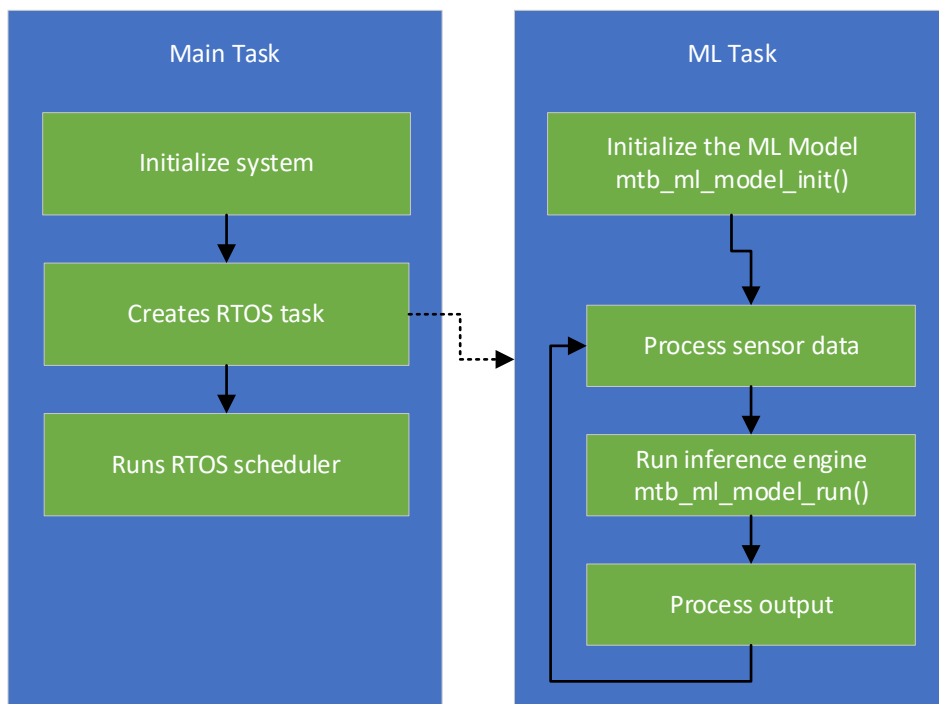 Main Task
Initialize system
Creates RTOS task
Runs RTOS scheduler
ML Task
Initialize the ML Model
mtb_ml_model_init()
Process sensor data
Run inference engine
mtb_ml_model_run()
Process output